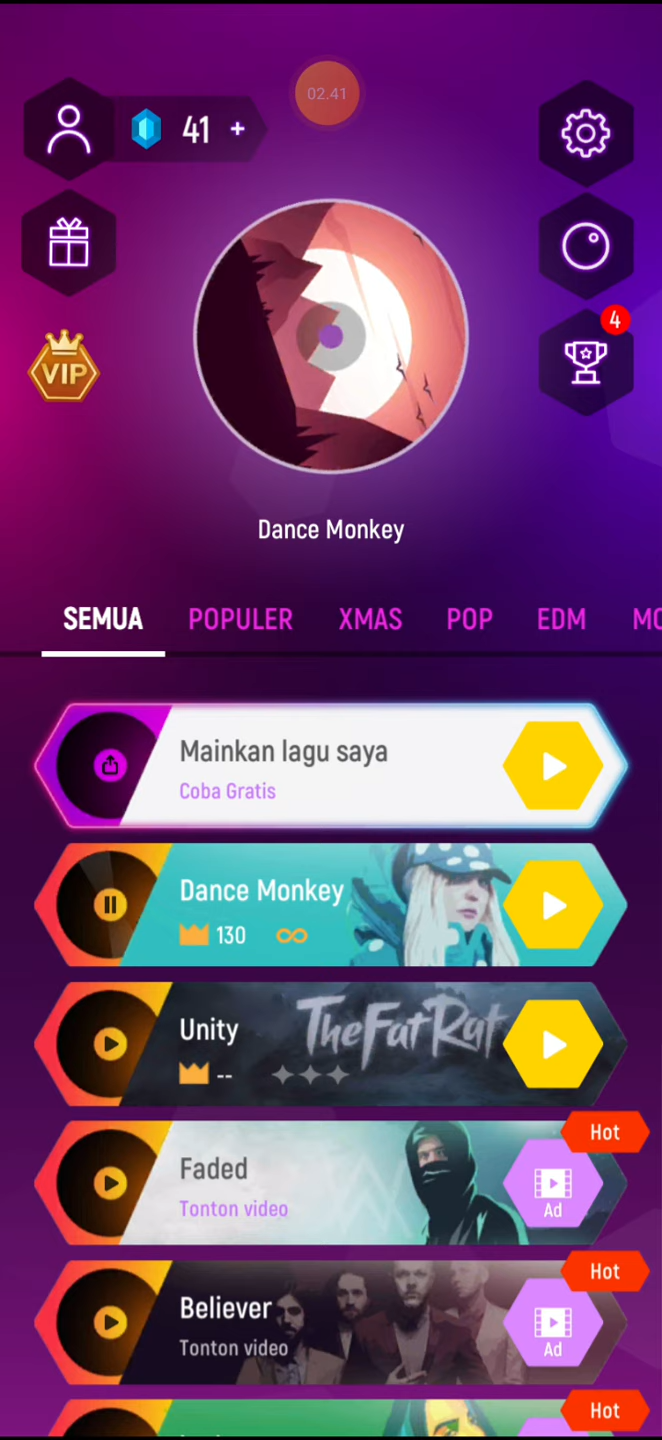 02.41
41 +
VIP
4
Dance Monkey
SEMUA POPULER XMAS POP EDM MO
Mainkan lagu saya
Coba Gratis
Dance Monkey
130 ∞
Unity
TheFatRat
--
Hot
Faded
Tonton video
Ad
Hot
Believer
Tonton video
Ad
Hot